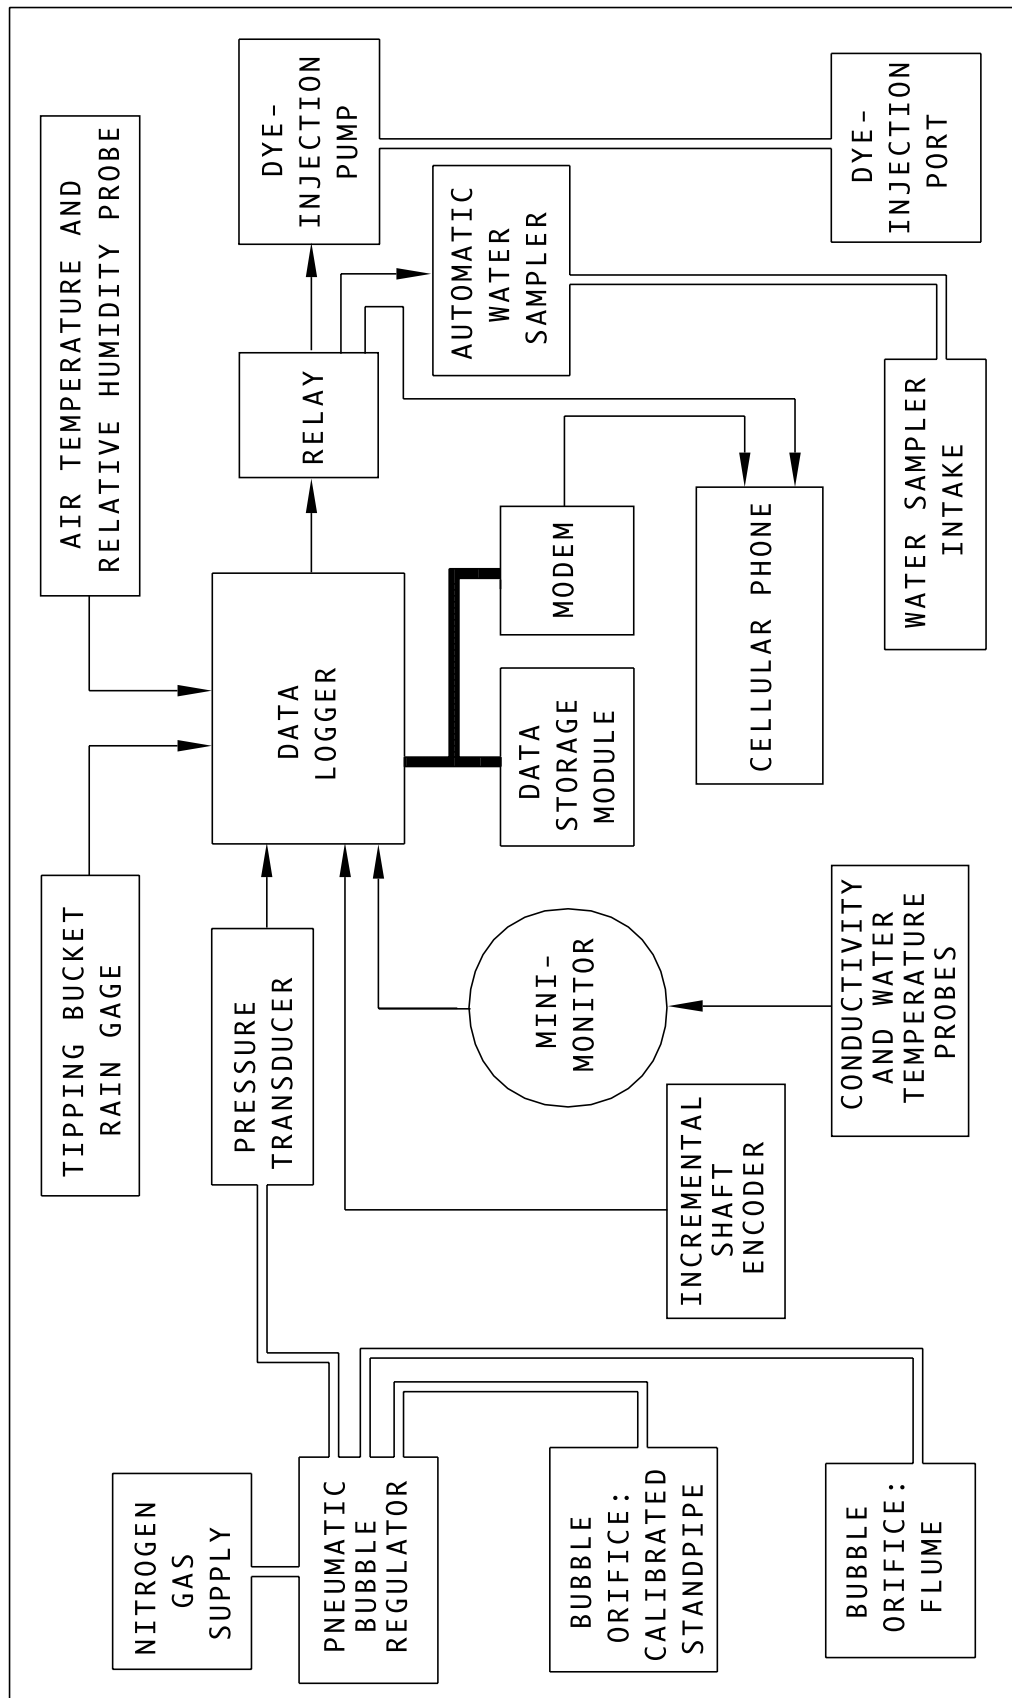 NITROGEN
GAS
SUPPLY
TIPPING BUCKET
RAIN GAGE
AIR TEMPERATURE AND
RELATIVE HUMIDITY PROBE
PNEUMATIC
BUBBLE
REGULATOR
PRESSURE
TRANSDUCER
DATA
LOGGER
RELAY
DYE-
INJECTION
PUMP
BUBBLE
ORIFICE:
CALIBRATED
STANDPIPE
INCREMENTAL
SHAFT
ENCODER
MINI-
MONITOR
DATA
STORAGE
MODULE
MODEM
AUTOMATIC
WATER
SAMPLER
CELLULAR PHONE
BUBBLE
ORIFICE:
FLUME
CONDUCTIVITY
AND WATER
TEMPERATURE
PROBES
WATER SAMPLER
INTAKE
DYE-
INJECTION
PORT